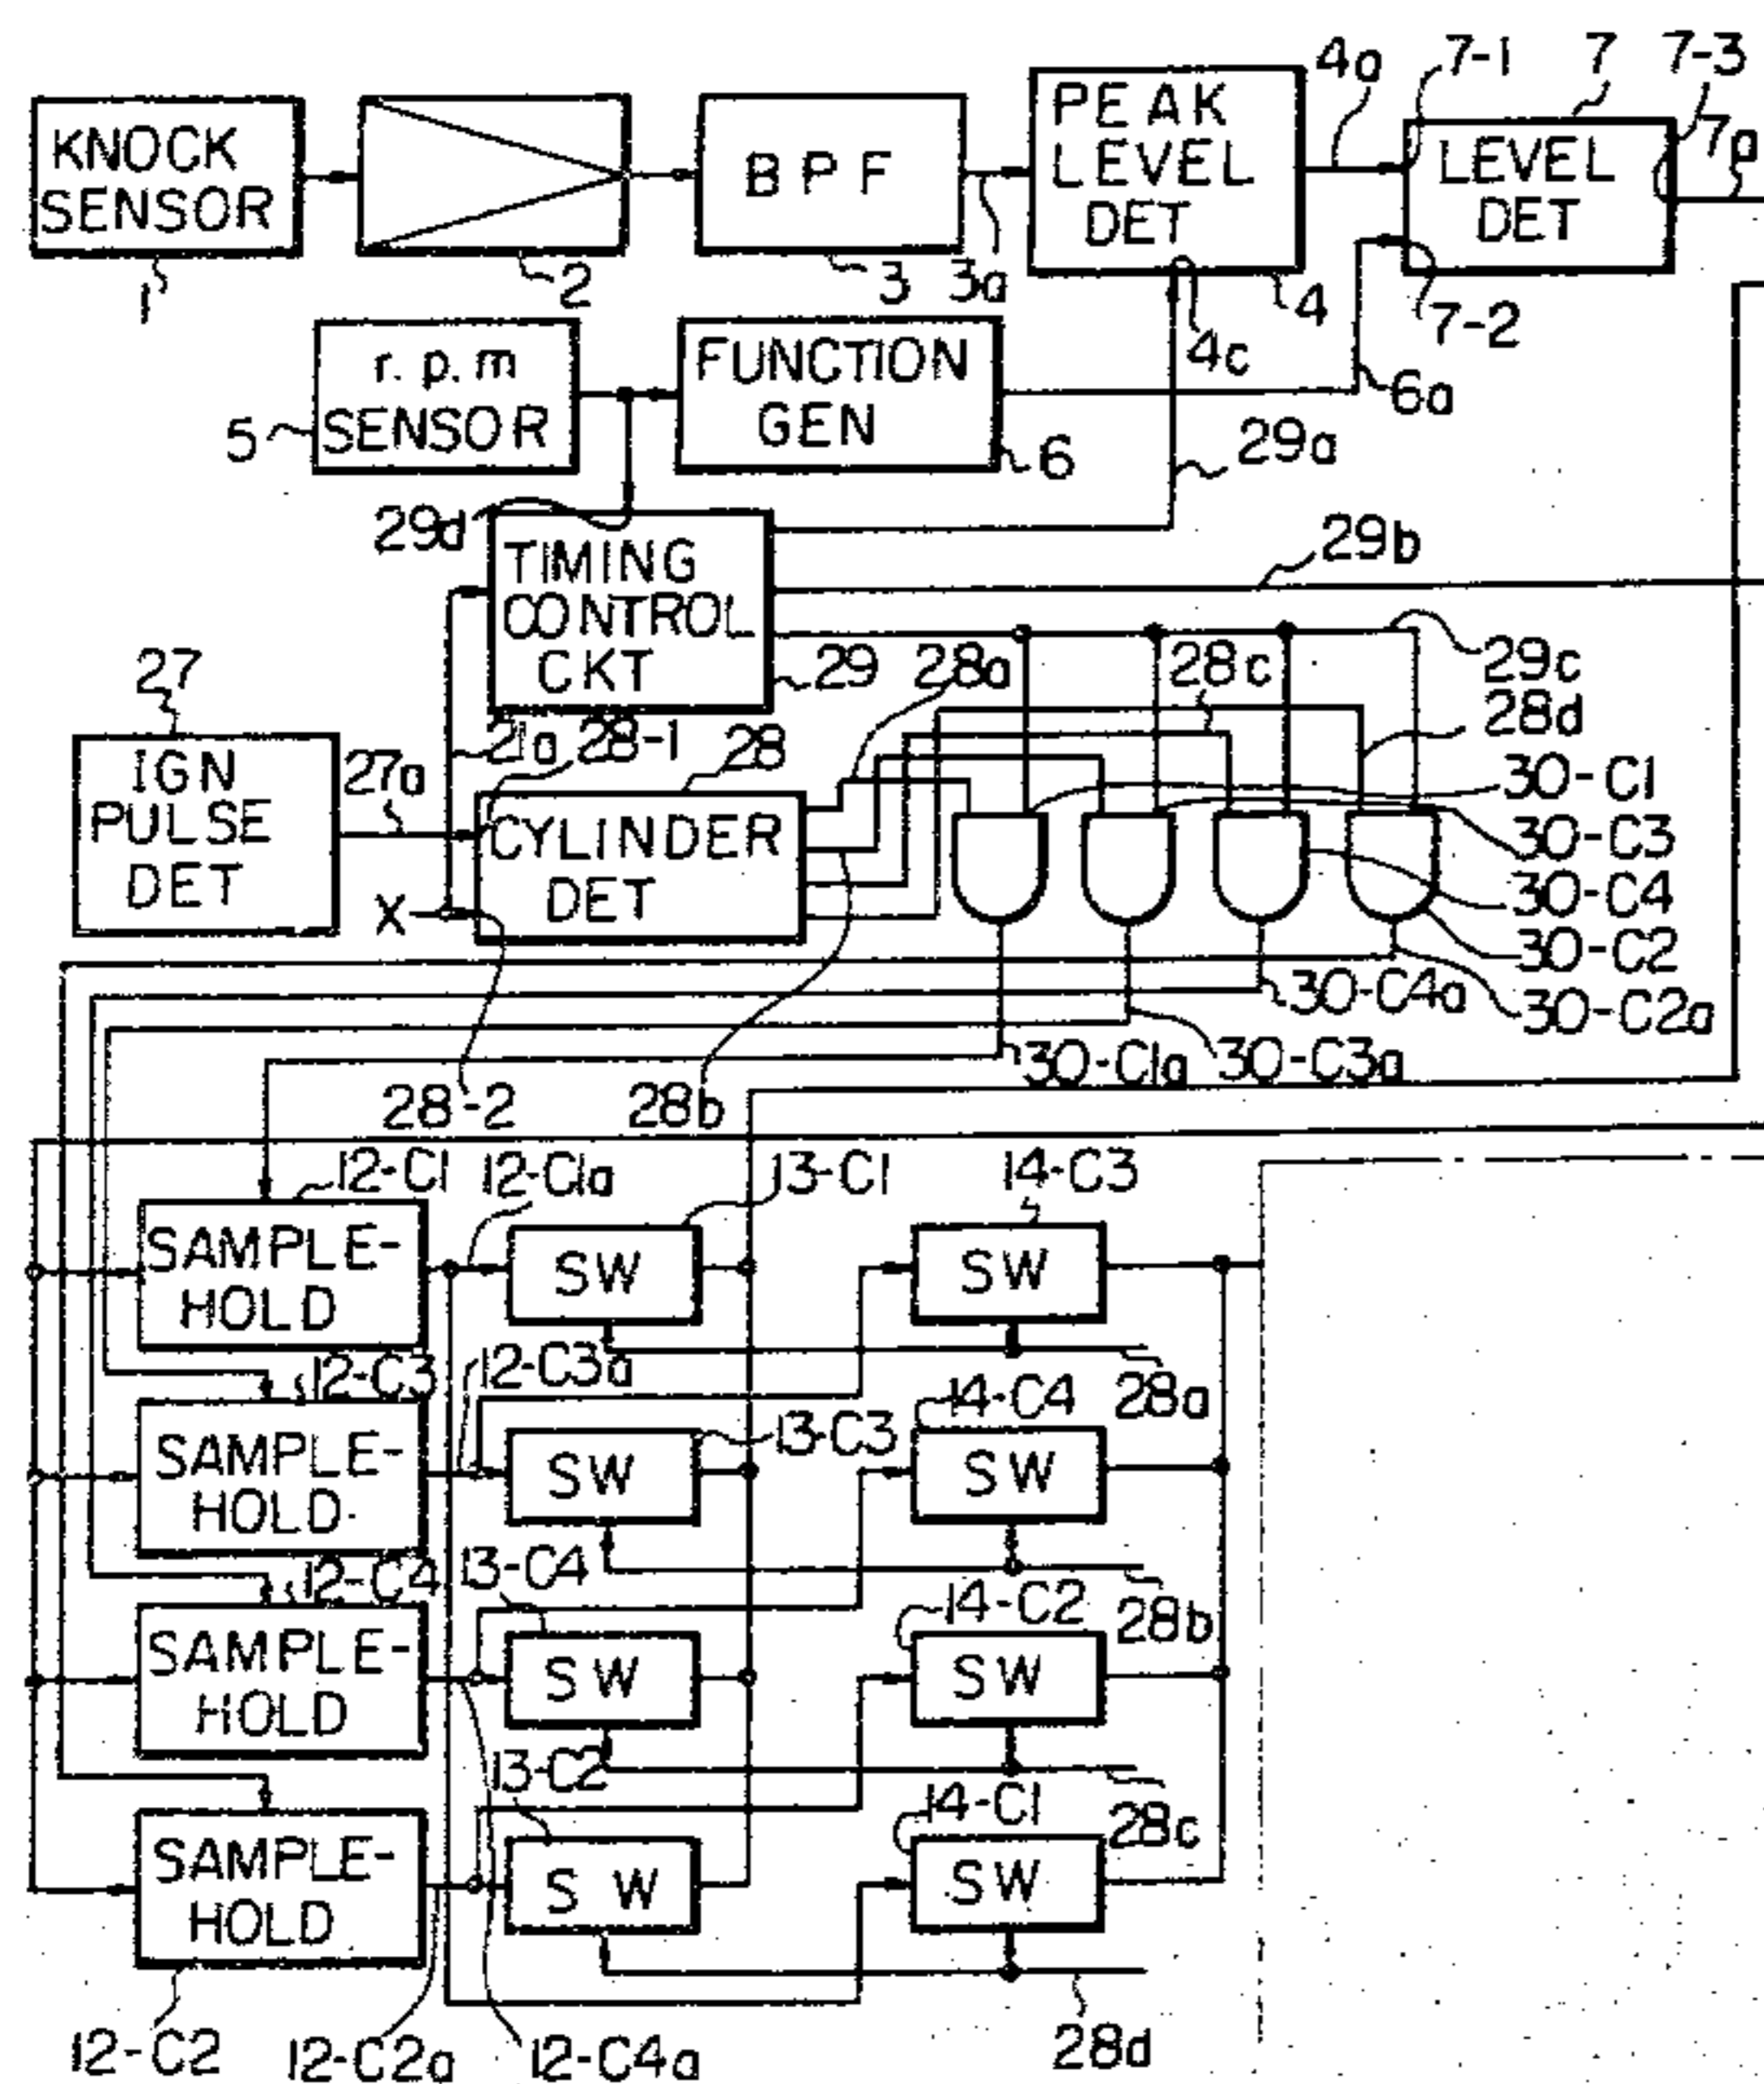 4a
7-1
7
7-3
7a
KNOCK
SENSOR
1
2
BPF
3
3a
PEAK
LEVEL
DET
4
4c
LEVEL
DET
7-2
r.p.m
SENSOR
5
FUNCTION
GEN
6
6a
29a
29d
TIMING
CONTROL
CKT
29
29b
29c
28a
28c
28d
27
IGN
PULSE
DET
27a
21a
28-1
28
CYLINDER
DET
X
30-C1
30-C3
30-C4
30-C2
30-C4a
30-C2a
30-C1a
30-C3a
28-2
28b
12-C1
12-C1a
13-C1
14-C3
SAMPLE-
HOLD
SW
SW
28a
12-C3
12-C3a
13-C3
14-C4
SAMPLE-
HOLD
SW
SW
28b
12-C4
13-C4
14-C2
SAMPLE-
HOLD
SW
SW
28c
13-C2
14-C1
SAMPLE-
HOLD
SW
SW
28d
12-C2
12-C2a
12-C4a